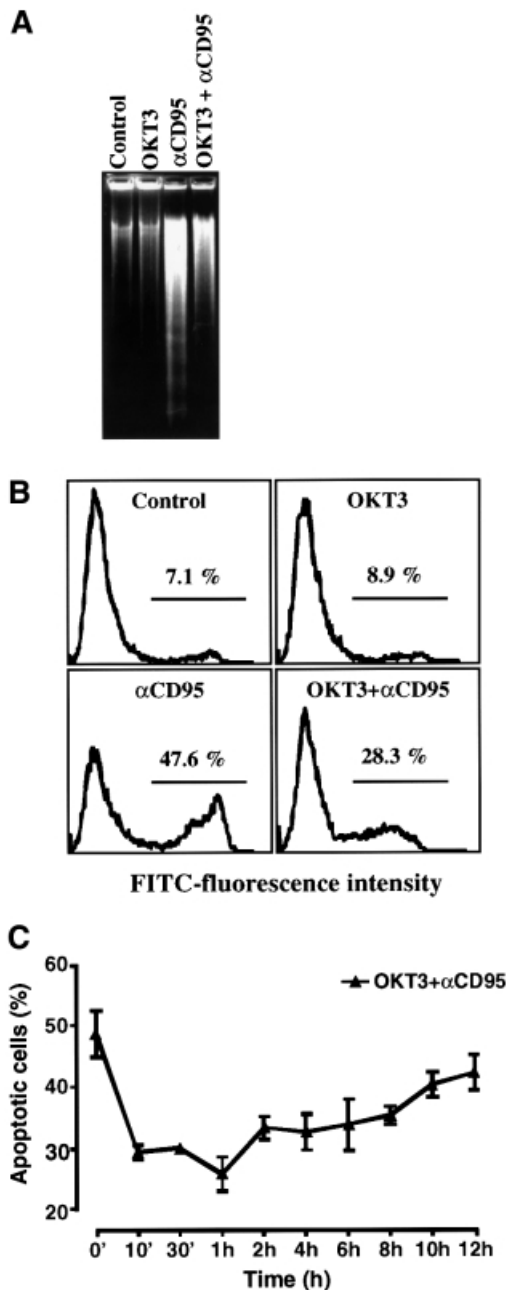 A
Control
OKT3
αCD95
OKT3 + αCD95
B
Control
7.1 %
OKT3
8.9 %
αCD95
47.6 %
OKT3+αCD95
28.3 %
FITC-fluorescence intensity
C
OKT3+αCD95
Apoptotic cells (%)
60
50
40
30
20
0' 10' 30' 1h 2h 4h 6h 8h 10h 12h
Time (h)